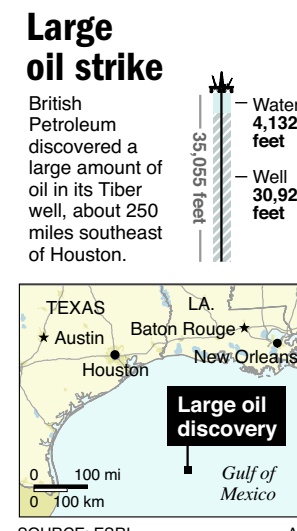 Large
oil strike
British
Petroleum
discovered a
large amount of
oil in its Tiber
well, about 250
miles southeast
of Houston.
35,055 feet
Water
4,132
feet
Well
30,92
feet
TEXAS
LA.
Austin
Baton Rouge
Houston
New Orleans
Large oil
discovery
0 100 mi
0 100 km
Gulf of
Mexico
SOURCE: ESRI
A